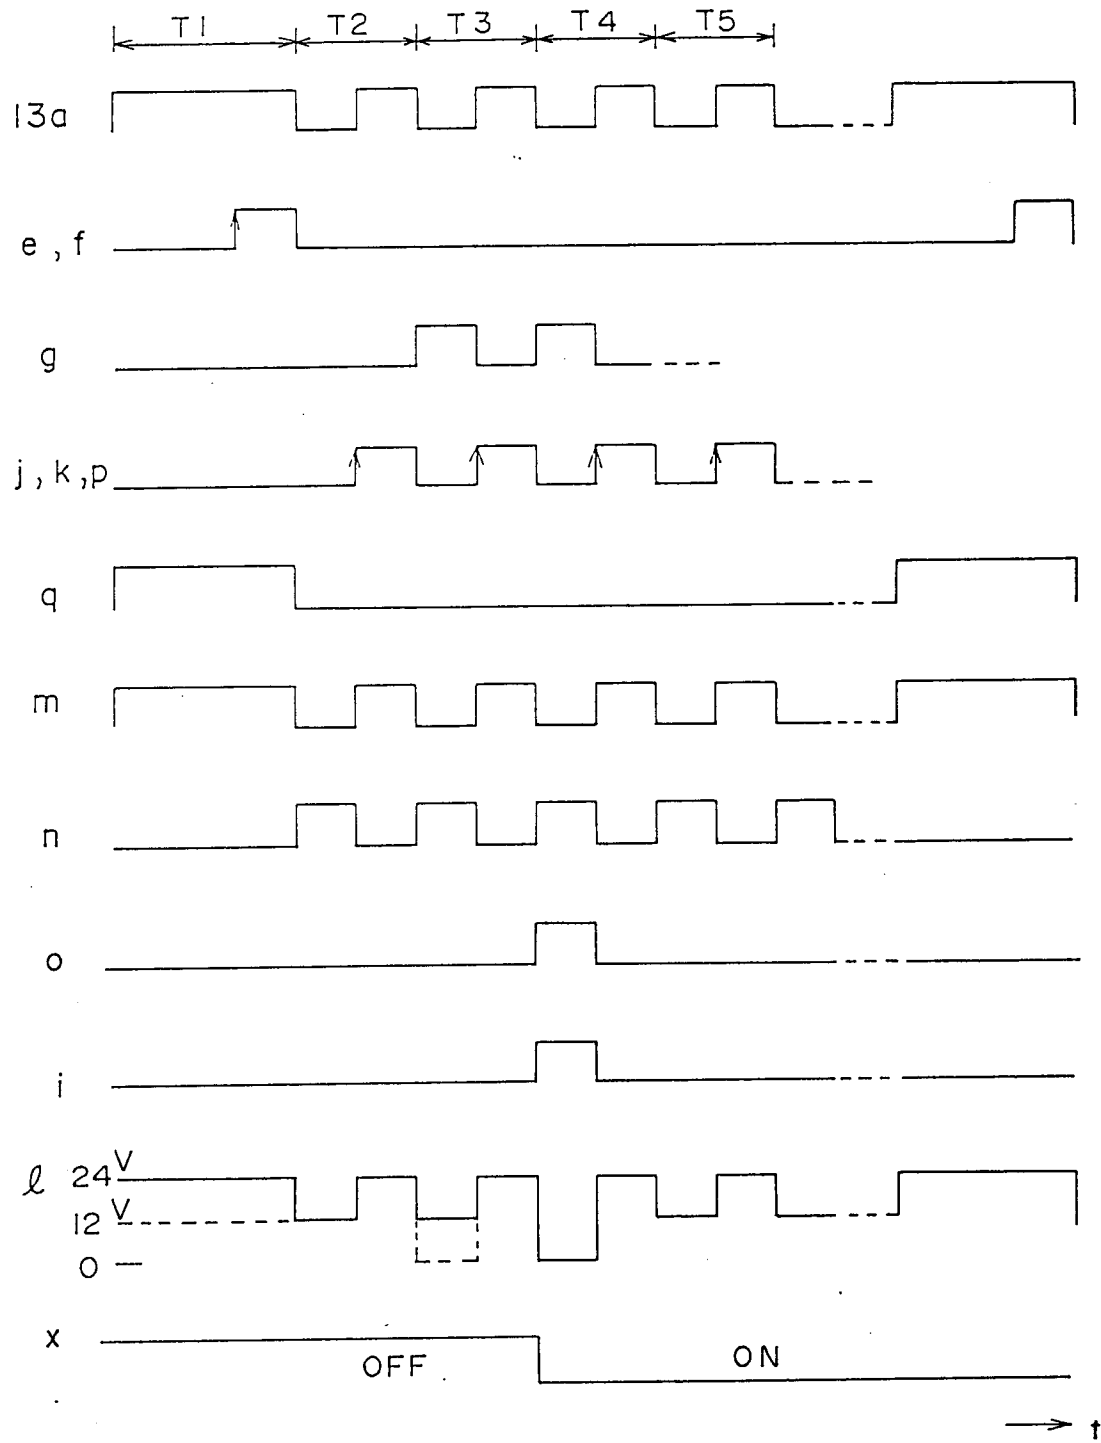 T1 T2 T3 T4 T5
13a
e, f
g
j, k, p
q
m
n
o
i
ℓ 24V
12V
0
x
OFF ON
t